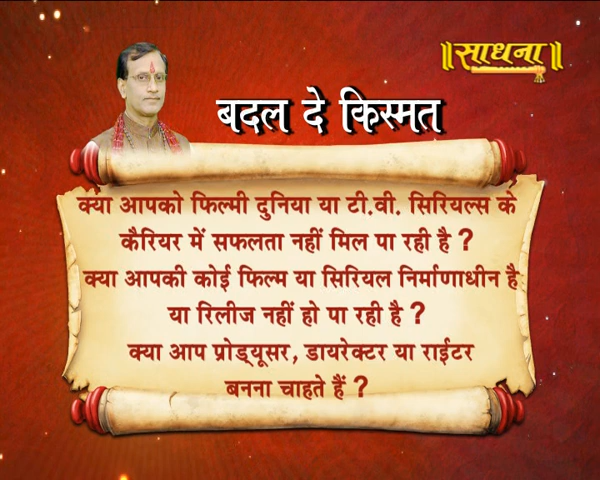 ॥साधना॥
बदल दे किस्मत
क्या आपको फिल्मी दुनिया या टी.वी. सिरियल्स के
कैरियर में सफलता नहीं मिल पा रही है ?
क्या आपकी कोई फिल्म या सिरियल निर्माणाधीन है
या रिलीज नहीं हो पा रही है ?
क्या आप प्रोड्यूसर, डायरेक्टर या राईटर
बनना चाहते हैं ?